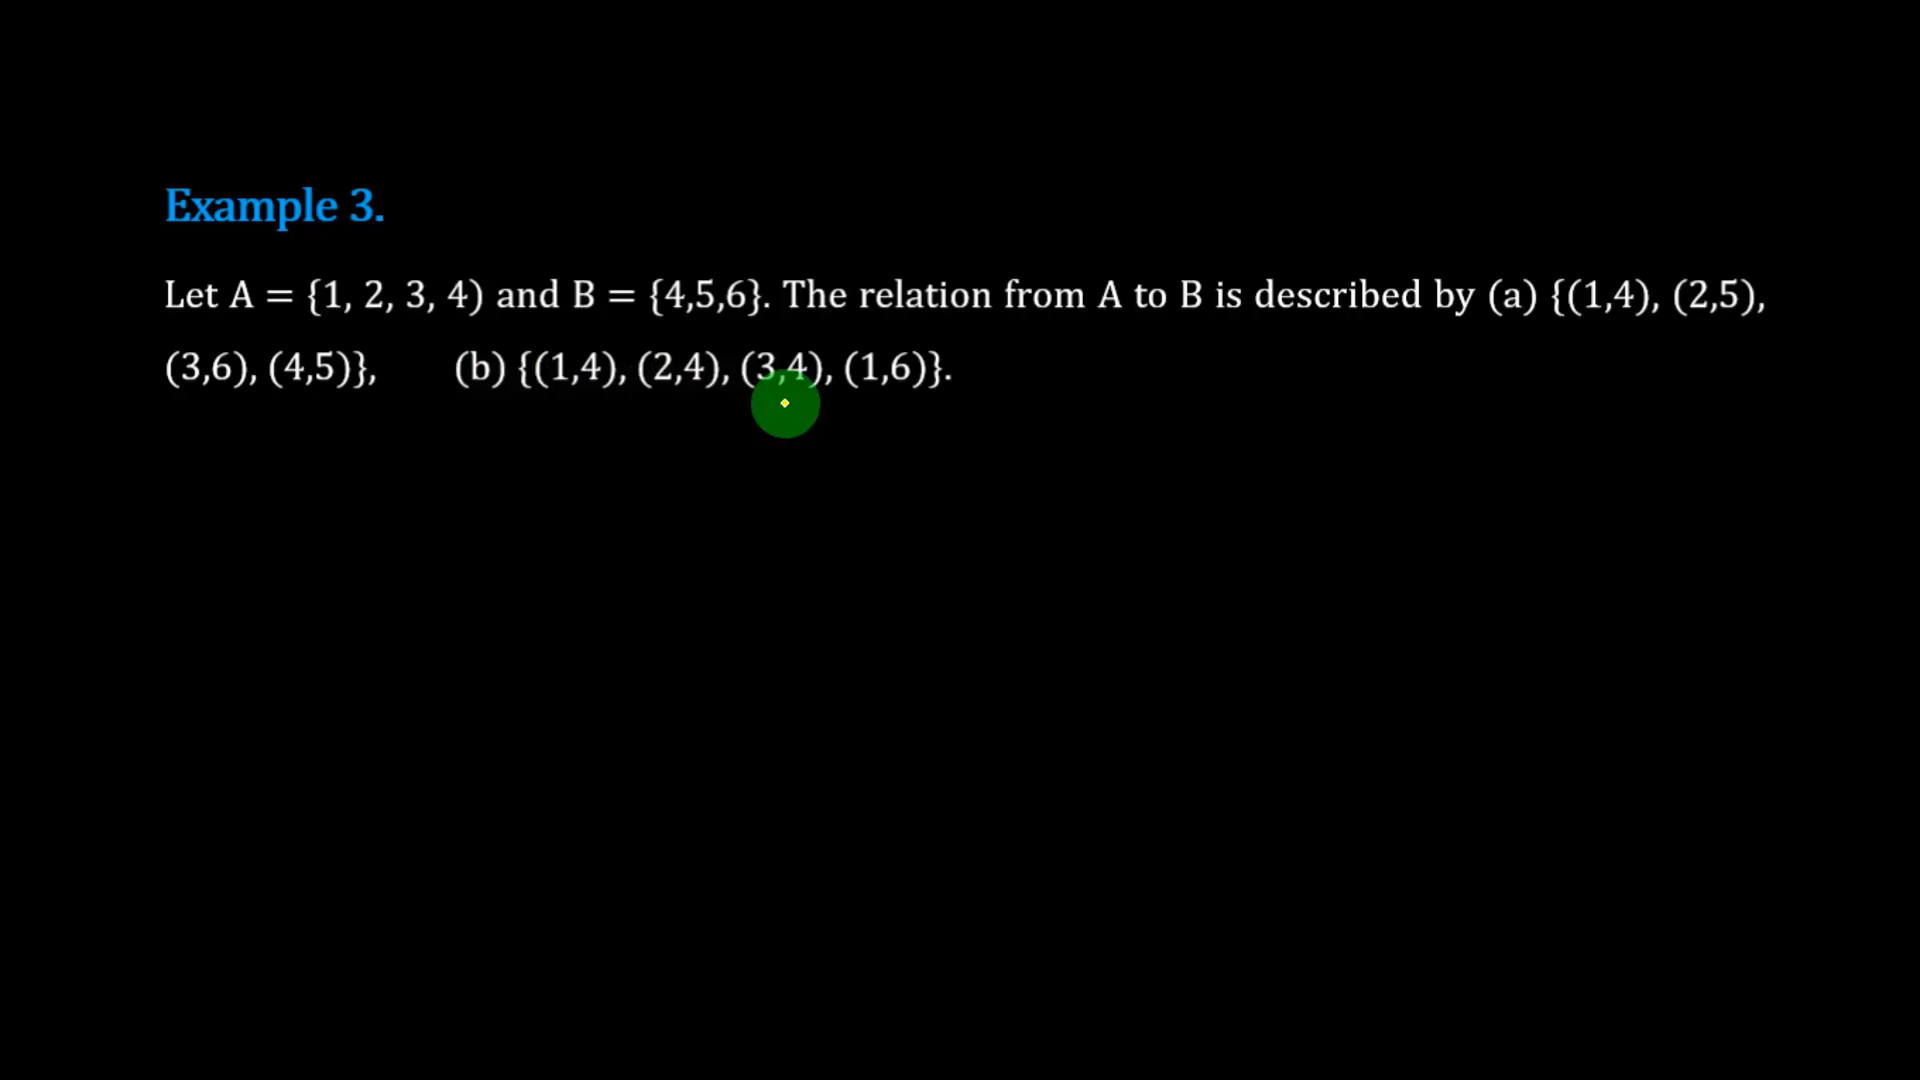 Example 3.
Let A = {1, 2, 3, 4) and B = {4,5,6}. The relation from A to B is described by (a) {(1,4), (2,5),
(3,6), (4,5)}, (b) {(1,4), (2,4), (3,4), (1,6)}.